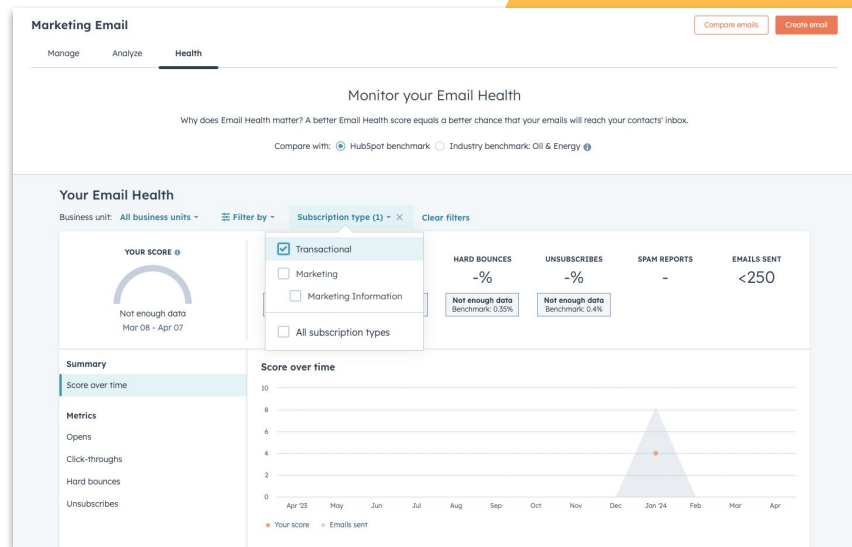 Marketing Email
Compare emails
Create email
Manage Analyze Health
Monitor your Email Health
Why does Email Health matter? A better Email Health score equals a better chance that your emails will reach your contacts' inbox.
Compare with: HubSpot benchmark Industry benchmark: Oil & Energy
Your Email Health
Business unit: All business units Filter by Subscription type (1) × Clear filters
YOUR SCORE
Not enough data
Mar 08 - Apr 07
Transactional
Marketing
Marketing Information
All subscription types
HARD BOUNCES UNSUBSCRIBES SPAM REPORTS EMAILS SENT
-% -% - <250
Not enough data Not enough data
Benchmark: 0.35% Benchmark: 0.4%
Summary
Score over time
Metrics
Opens
Click-throughs
Hard bounces
Unsubscribes
Score over time
10
8
6
4
2
0
Apr '23 May Jun Jul Aug Sep Oct Nov Dec Jan '24 Feb Mar Apr
Your score Emails sent